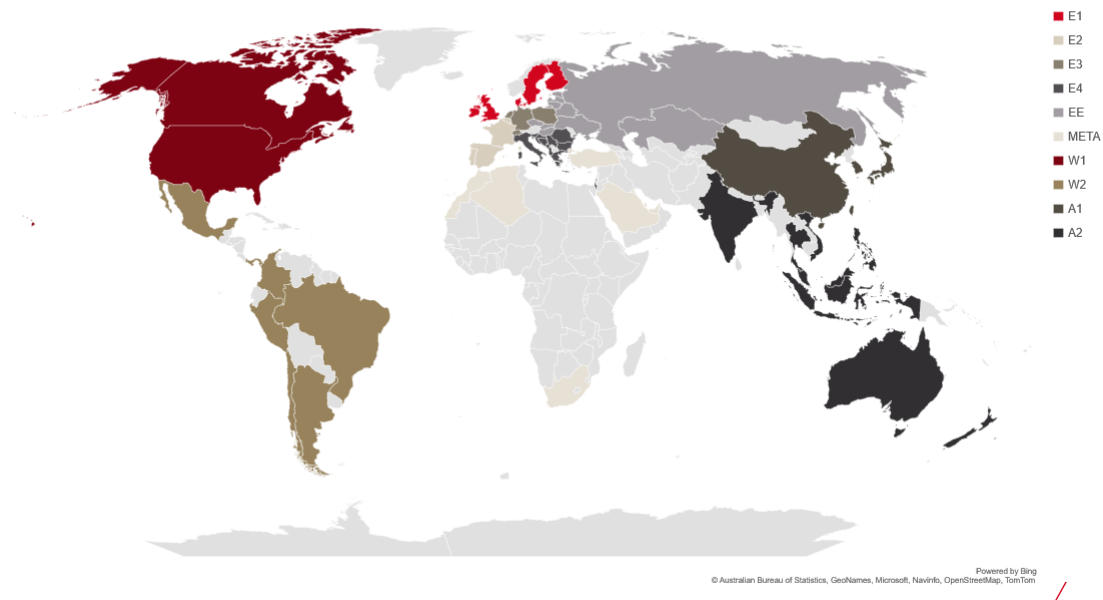 E1
E2
E3
E4
EE
META
W1
W2
A1
A2
Powered by Bing
© Australian Bureau of Statistics, GeoNames, Microsoft, Navinfo, OpenStreetMap, TomTom